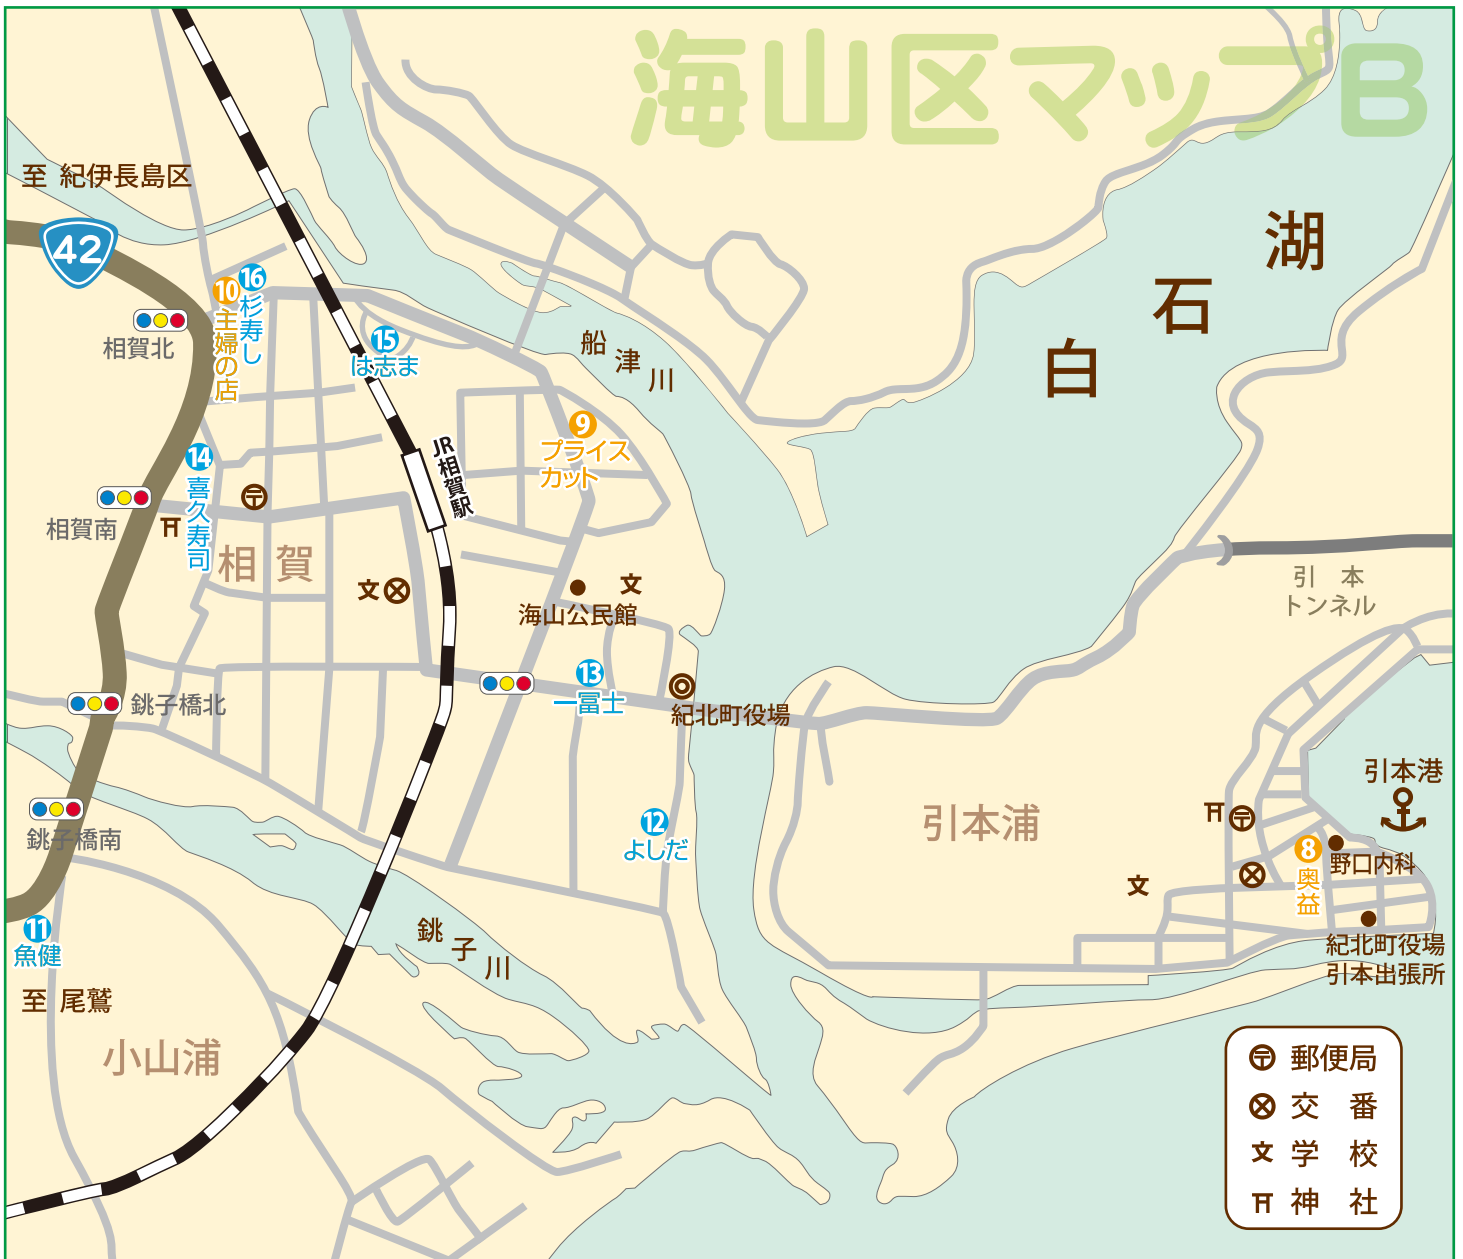 海山区マップB
至 紀伊長島区
42
湖
石
白
16
杉寿し
10
主婦の店
15
は志ま
相賀北
船津川
9
プライス
カット
JR相賀駅
14
喜久寿司
相賀南
相賀
文
文
海山公民館
引本
トンネル
13
一冨士
紀北町役場
銚子橋北
銚子橋南
12
よしだ
引本浦
引本港
8
奥益
野口内科
文
紀北町役場
引本出張所
11
魚健
至 尾鷲
銚子川
小山浦
郵便局
交番
文 学校
神社